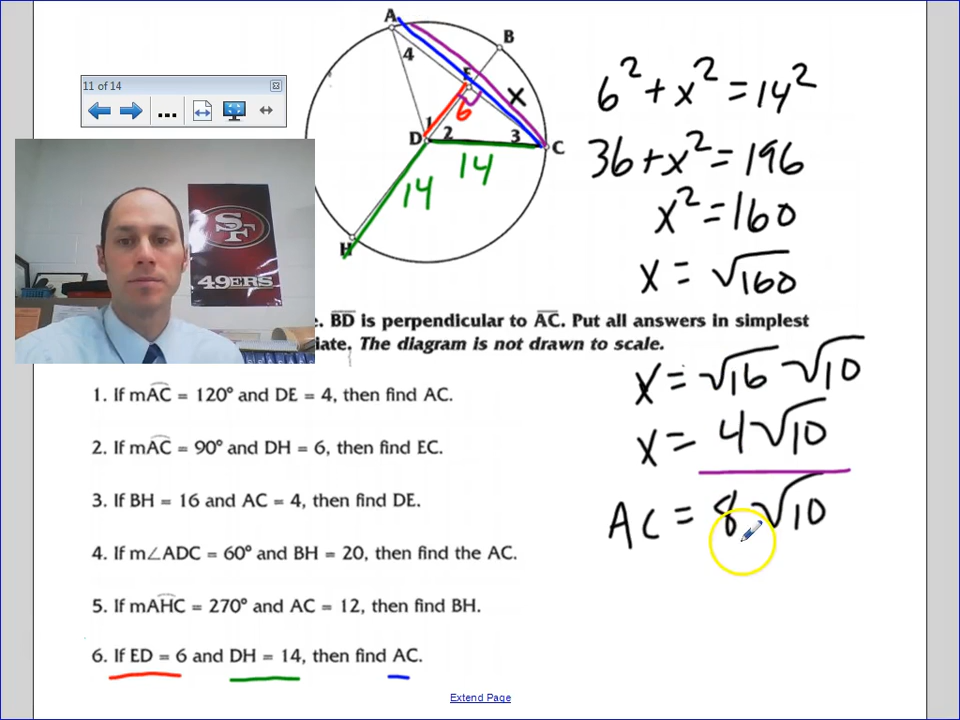 11 of 14
...
A
B
4
E
x
6
1
D
2
3
C
14
14
H
SF
49ERS
6² + x² = 14²
36 + x² = 196
x² = 160
x = √160
. BD is perpendicular to AC. Put all answers in simplest
iate. The diagram is not drawn to scale.
x = √16 √10
x = 4√10
AC = 8√10
1. If mAC = 120° and DE = 4, then find AC.
2. If mAC = 90° and DH = 6, then find EC.
3. If BH = 16 and AC = 4, then find DE.
4. If m∠ADC = 60° and BH = 20, then find the AC.
5. If mAHC = 270° and AC = 12, then find BH.
6. If ED = 6 and DH = 14, then find AC.
Extend Page